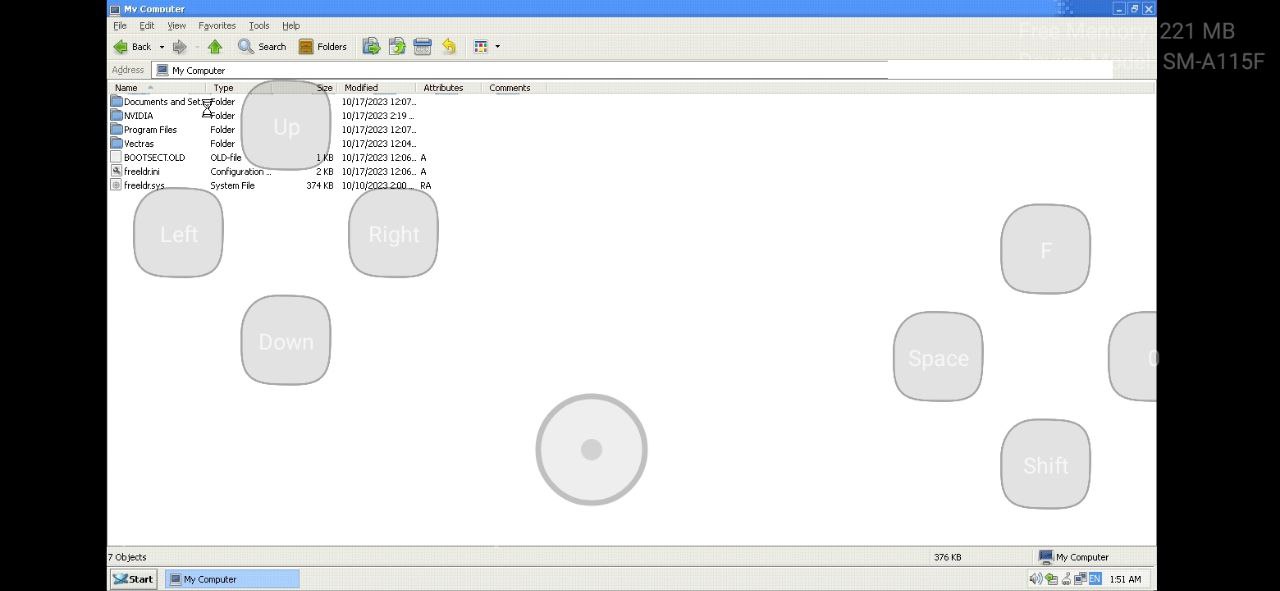 My Computer
File Edit View Favorites Tools Help
Free Memory: 221 MB
Back Search Folders
Device Model: SM-A115F
Address My Computer
Name Type Size Modified Attributes Comments
Documents and Set... Folder 10/17/2023 12:07...
NVIDIA Folder 10/17/2023 2:19 ...
Program Files Folder 10/17/2023 12:07...
Vectras Folder 10/17/2023 12:04...
BOOTSECT.OLD OLD-file 1 KB 10/17/2023 12:06... A
freeldr.ini Configuration ... 2 KB 10/17/2023 12:06... A
freeldr.sys System File 374 KB 10/10/2023 2:00 ... RA
Up
Left Right
F
Down
Space 0
Shift
7 Objects 376 KB My Computer
Start My Computer EN 1:51 AM